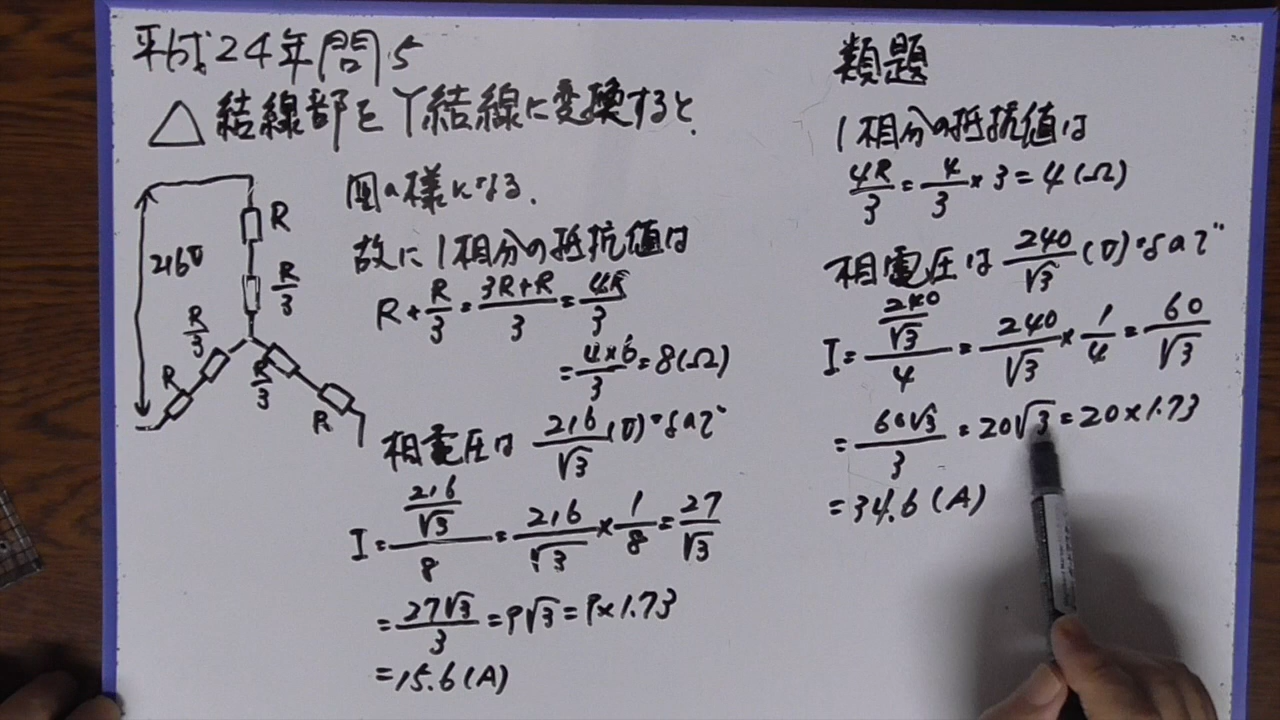 平成24年問5
△結線部をY結線に変換すると、
図の様になる.
216V
R
R/3
R/3
R
R/3
R
故に1相分の抵抗値は
R+R/3=3R+R/3=4R/3
=4×6/3=8(Ω)
相電圧は 216/√3(V)なので
I=216/√3/8=216/√3×1/8=27/√3
=27√3/3=9√3=9×1.73
=15.6(A)
類題
1相分の抵抗値は
4R/3=4/3×3=4(Ω)
相電圧は 240/√3(V)なので
I=240/√3/4=240/√3×1/4=60/√3
=60√3/3=20√3=20×1.73
=34.6(A)